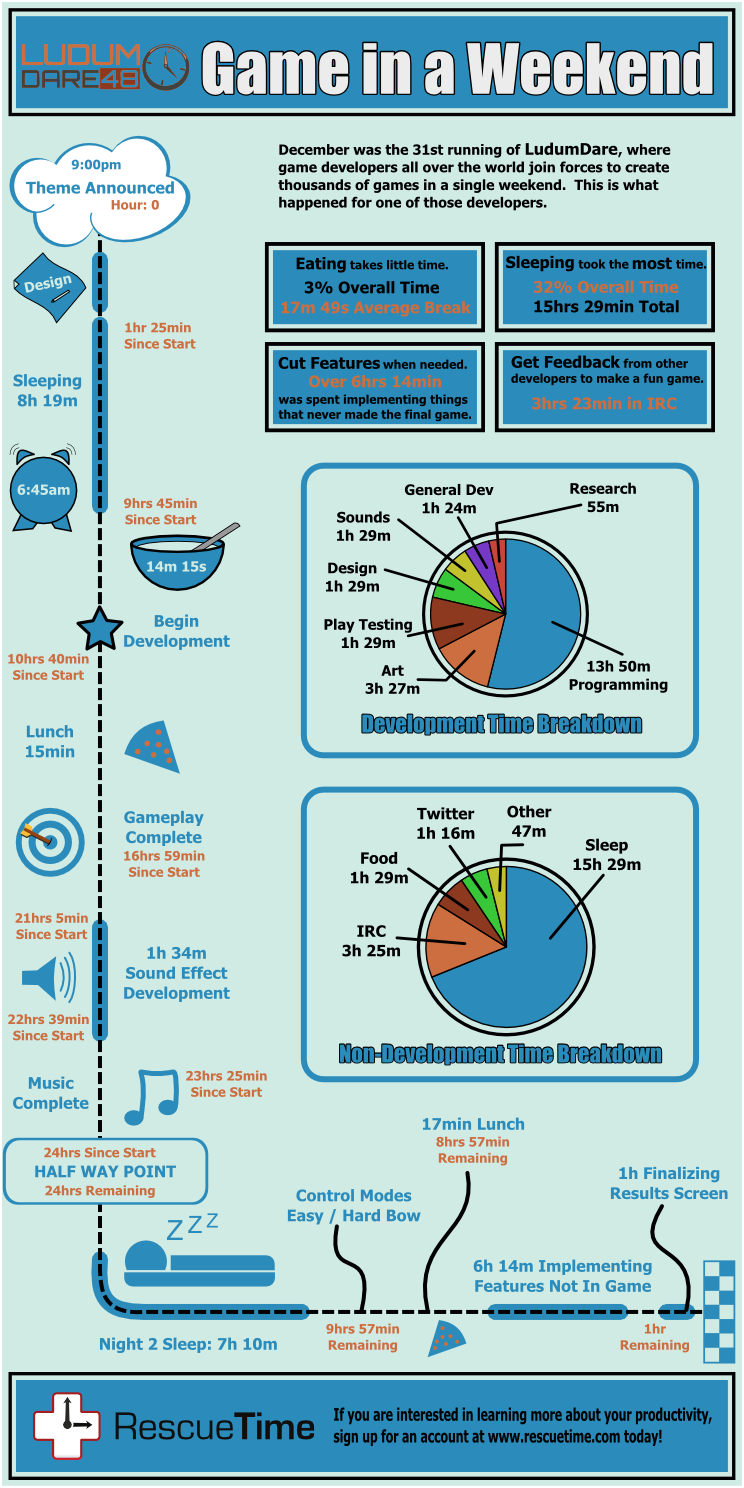 LUDUM
DARE 48
Game in a Weekend
9:00pm
Theme Announced
Hour: 0
December was the 31st running of LudumDare, where
game developers all over the world join forces to create
thousands of games in a single weekend. This is what
happened for one of those developers.
Eating takes little time.
3% Overall Time
17m 49s Average Break
Sleeping took the most time.
32% Overall Time
15hrs 29min Total
Cut Features when needed.
Over 6hrs 14min
was spent implementing things
that never made the final game.
Get Feedback from other
developers to make a fun game.
3hrs 23min in IRC
Design
1hr 25min
Since Start
Sleeping
8h 19m
6:45am
9hrs 45min
Since Start
14m 15s
Begin
Development
10hrs 40min
Since Start
Lunch
15min
Gameplay
Complete
16hrs 59min
Since Start
21hrs 5min
Since Start
1h 34m
Sound Effect
Development
22hrs 39min
Since Start
Music
Complete
23hrs 25min
Since Start
24hrs Since Start
HALF WAY POINT
24hrs Remaining
General Dev
1h 24m
Research
55m
Sounds
1h 29m
Design
1h 29m
Play Testing
1h 29m
Art
3h 27m
13h 50m
Programming
Development Time Breakdown
Twitter
1h 16m
Other
47m
Sleep
15h 29m
Food
1h 29m
IRC
3h 25m
Non-Development Time Breakdown
ZZZ
Night 2 Sleep: 7h 10m
Control Modes
Easy / Hard Bow
9hrs 57min
Remaining
17min Lunch
8hrs 57min
Remaining
6h 14m Implementing
Features Not In Game
1h Finalizing
Results Screen
1hr
Remaining
RescueTime
If you are interested in learning more about your productivity,
sign up for an account at www.rescuetime.com today!